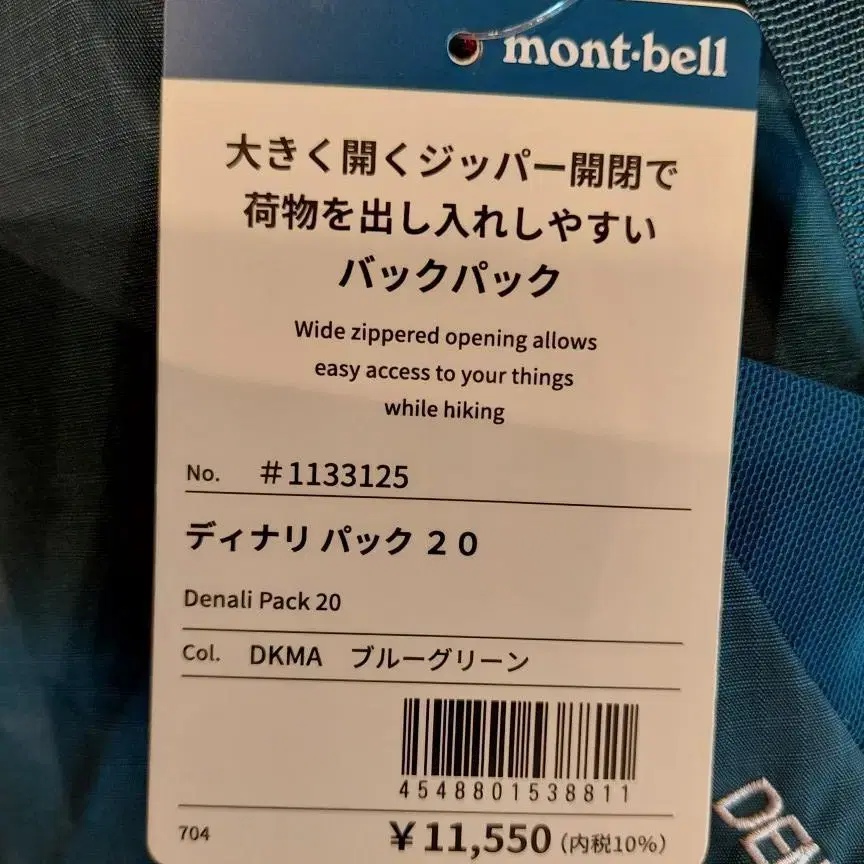 mont·bell
大きく開くジッパー開閉で
荷物を出し入れしやすい
バックパック
Wide zippered opening allows
easy access to your things
while hiking
No. #1133125
ディナリ パック 20
Denali Pack 20
Col. DKMA ブルーグリーン
4548801538811
704 ¥11,550 (内税10%)